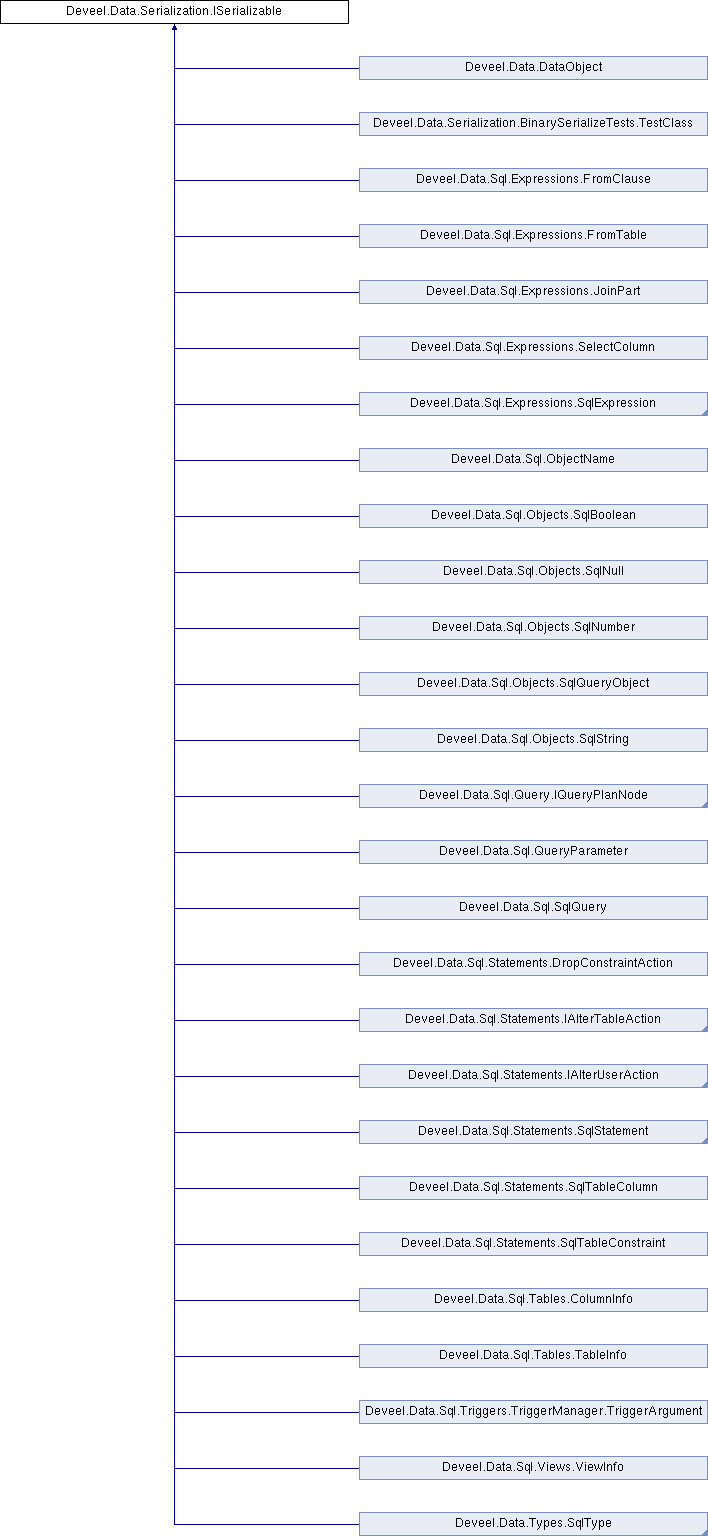 Deveel.Data.Serialization.ISerializable
Deveel.Data.DataObject
Deveel.Data.Serialization.BinarySerializeTests.TestClass
Deveel.Data.Sql.Expressions.FromClause
Deveel.Data.Sql.Expressions.FromTable
Deveel.Data.Sql.Expressions.JoinPart
Deveel.Data.Sql.Expressions.SelectColumn
Deveel.Data.Sql.Expressions.SqlExpression
Deveel.Data.Sql.ObjectName
Deveel.Data.Sql.Objects.SqlBoolean
Deveel.Data.Sql.Objects.SqlNull
Deveel.Data.Sql.Objects.SqlNumber
Deveel.Data.Sql.Objects.SqlQueryObject
Deveel.Data.Sql.Objects.SqlString
Deveel.Data.Sql.Query.IQueryPlanNode
Deveel.Data.Sql.QueryParameter
Deveel.Data.Sql.SqlQuery
Deveel.Data.Sql.Statements.DropConstraintAction
Deveel.Data.Sql.Statements.IAlterTableAction
Deveel.Data.Sql.Statements.IAlterUserAction
Deveel.Data.Sql.Statements.SqlStatement
Deveel.Data.Sql.Statements.SqlTableColumn
Deveel.Data.Sql.Statements.SqlTableConstraint
Deveel.Data.Sql.Tables.ColumnInfo
Deveel.Data.Sql.Tables.TableInfo
Deveel.Data.Sql.Triggers.TriggerManager.TriggerArgument
Deveel.Data.Sql.Views.ViewInfo
Deveel.Data.Types.SqlType